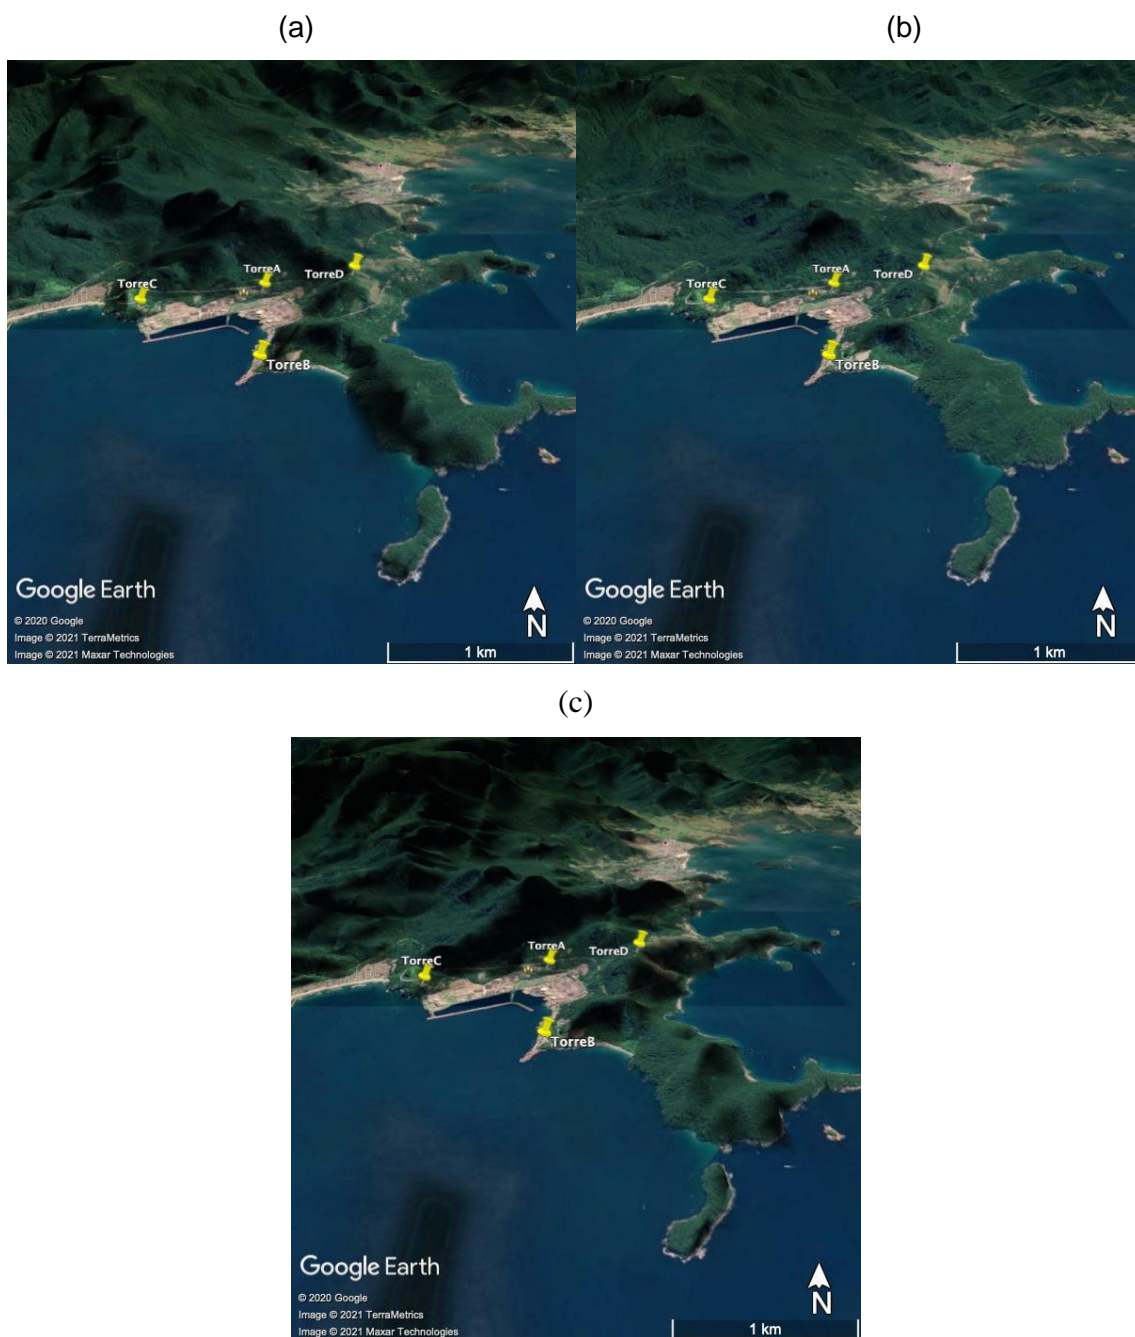 (a)
(b)
TorreC
TorreA
TorreD
TorreB
Google Earth
© 2020 Google
Image © 2021 TerraMetrics
Image © 2021 Maxar Technologies
N
1 km
TorreC
TorreA
TorreD
TorreB
Google Earth
© 2020 Google
Image © 2021 TerraMetrics
Image © 2021 Maxar Technologies
N
1 km
(c)
TorreC
TorreA
TorreD
TorreB
Google Earth
© 2020 Google
Image © 2021 TerraMetrics
Image © 2021 Maxar Technologies
N
1 km